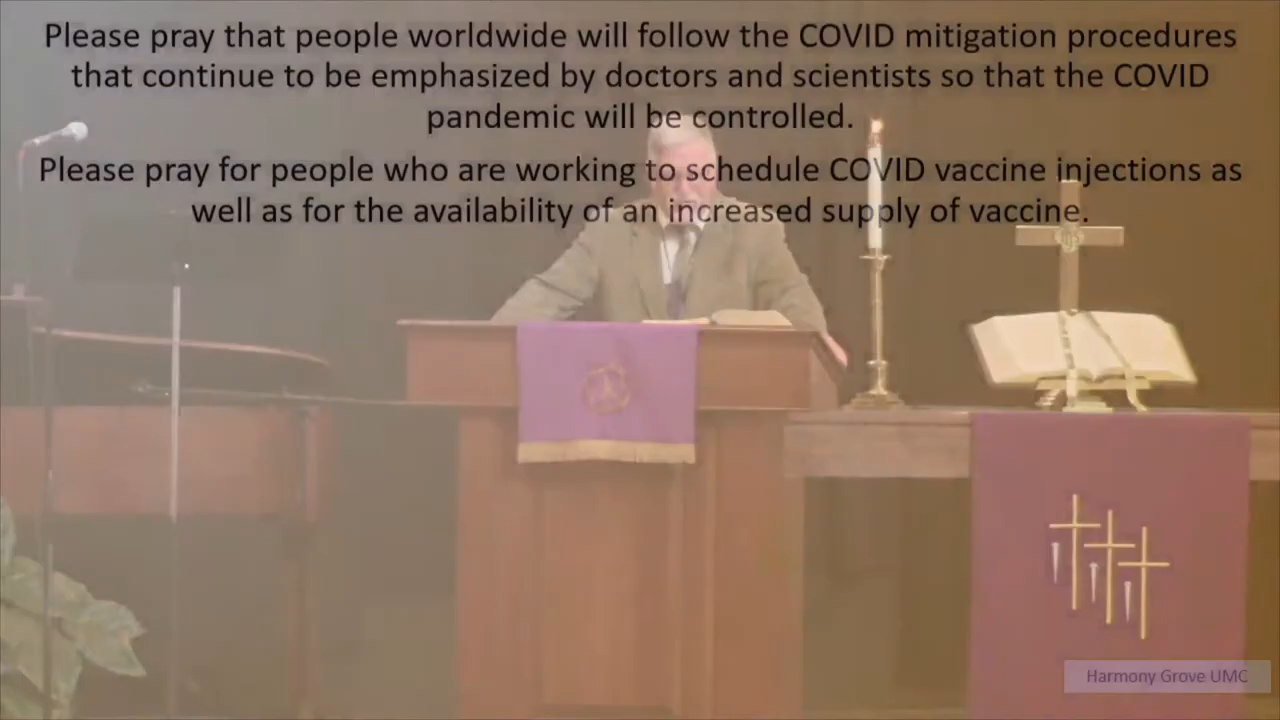 Please pray that people worldwide will follow the COVID mitigation procedures
that continue to be emphasized by doctors and scientists so that the COVID
pandemic will be controlled.
Please pray for people who are working to schedule COVID vaccine injections as
well as for the availability of an increased supply of vaccine.
Harmony Grove UMC